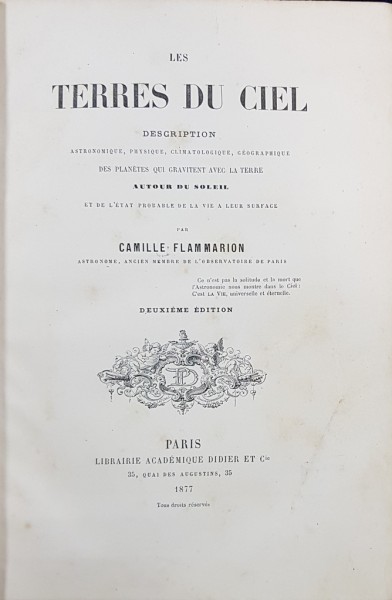 LES
TERRES DU CIEL
DESCRIPTION
ASTRONOMIQUE, PHYSIQUE, CLIMATOLOGIQUE, GÉOGRAPHIQUE
DES PLANÈTES QUI GRAVITENT AVEC LA TERRE
AUTOUR DU SOLEIL
ET DE L'ÉTAT PROBABLE DE LA VIE A LEUR SURFACE
PAR
CAMILLE FLAMMARION
ASTRONOME, ANCIEN MEMBRE DE L'OBSERVATOIRE DE PARIS
Ce n'est pas la solitude et la mort que
l'Astronomie nous montre dans le Ciel :
C'est LA VIE, universelle et éternelle.
DEUXIÈME ÉDITION
PARIS
LIBRAIRIE ACADÉMIQUE DIDIER ET Cie
35, QUAI DES AUGUSTINS, 35
1877
Tous droits réservés